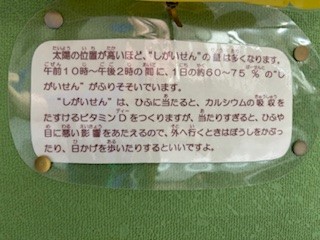 太陽の位置が高いほど、“しがいせん”の量は多くなります。
午前10時～午後2時の間に、1日の約60～75％の“し
がいせん”がふりそそいでいます。
“しがいせん”は、ひふに当たると、カルシウムの吸収を
たすけるビタミンDをつくりますが、当たりすぎると、ひふや
目に悪い影響をあたえるので、外へ行くときはぼうしをかぶっ
たり、日かげを歩いたりするといいですよ。